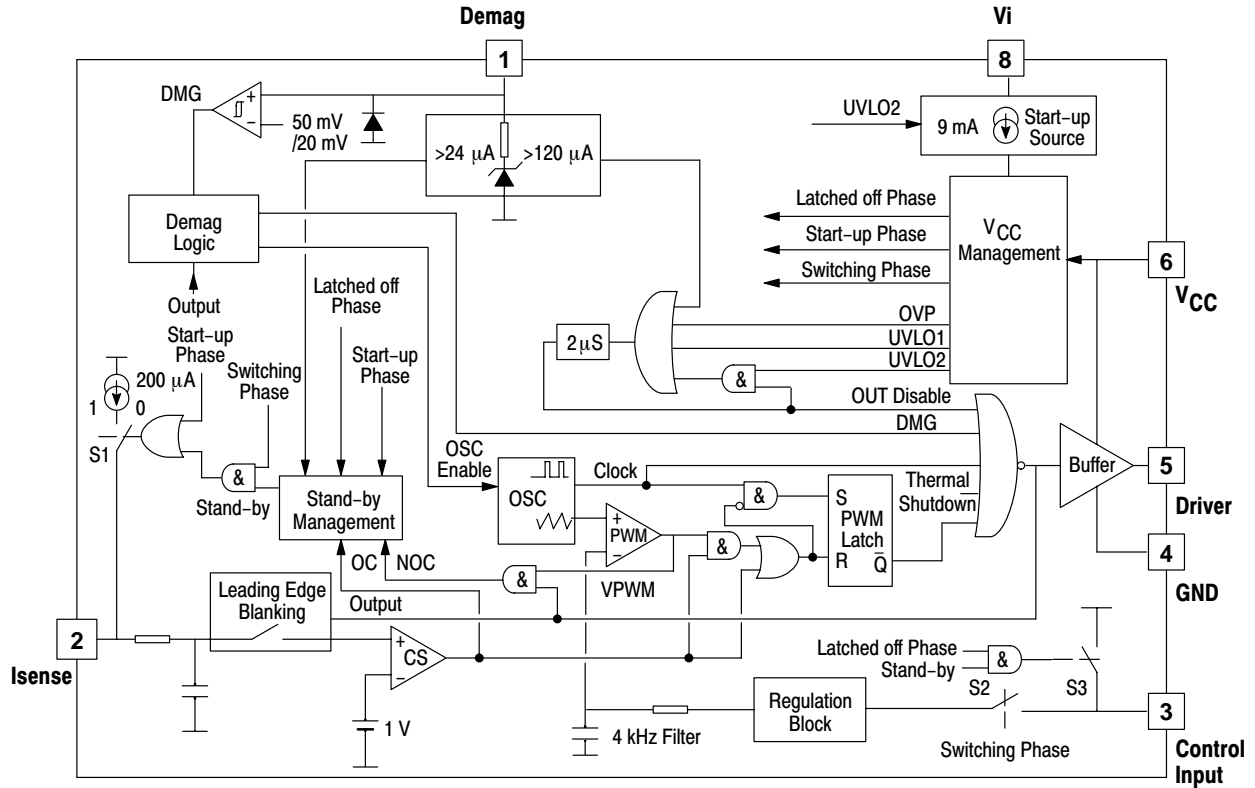 Demag
Vi
1
8
DMG
+
−
50 mV
/20 mV
>24 μA
>120 μA
UVLO2
9 mA
Start−up
Source
Demag
Logic
Latched off Phase
Start−up Phase
Switching Phase
VCC
Management
6
VCC
Output
Latched off
Phase
Start−up
Phase
Start−up
Phase
Switching
Phase
200 μA
1
0
S1
2 μS
OVP
UVLO1
UVLO2
&
OUT Disable
DMG
OSC
Enable
OSC
Clock
&
&
Stand−by
Stand−by
Management
+
PWM
−
&
S
PWM
Latch
R
Q
Thermal
Shutdown
Buffer
5
Driver
OC
NOC
&
VPWM
4
GND
Leading Edge
Blanking
Output
2
Isense
+
CS
−
1 V
Latched off Phase
Stand−by
&
S2
S3
4 kHz Filter
Regulation
Block
Switching Phase
3
Control
Input